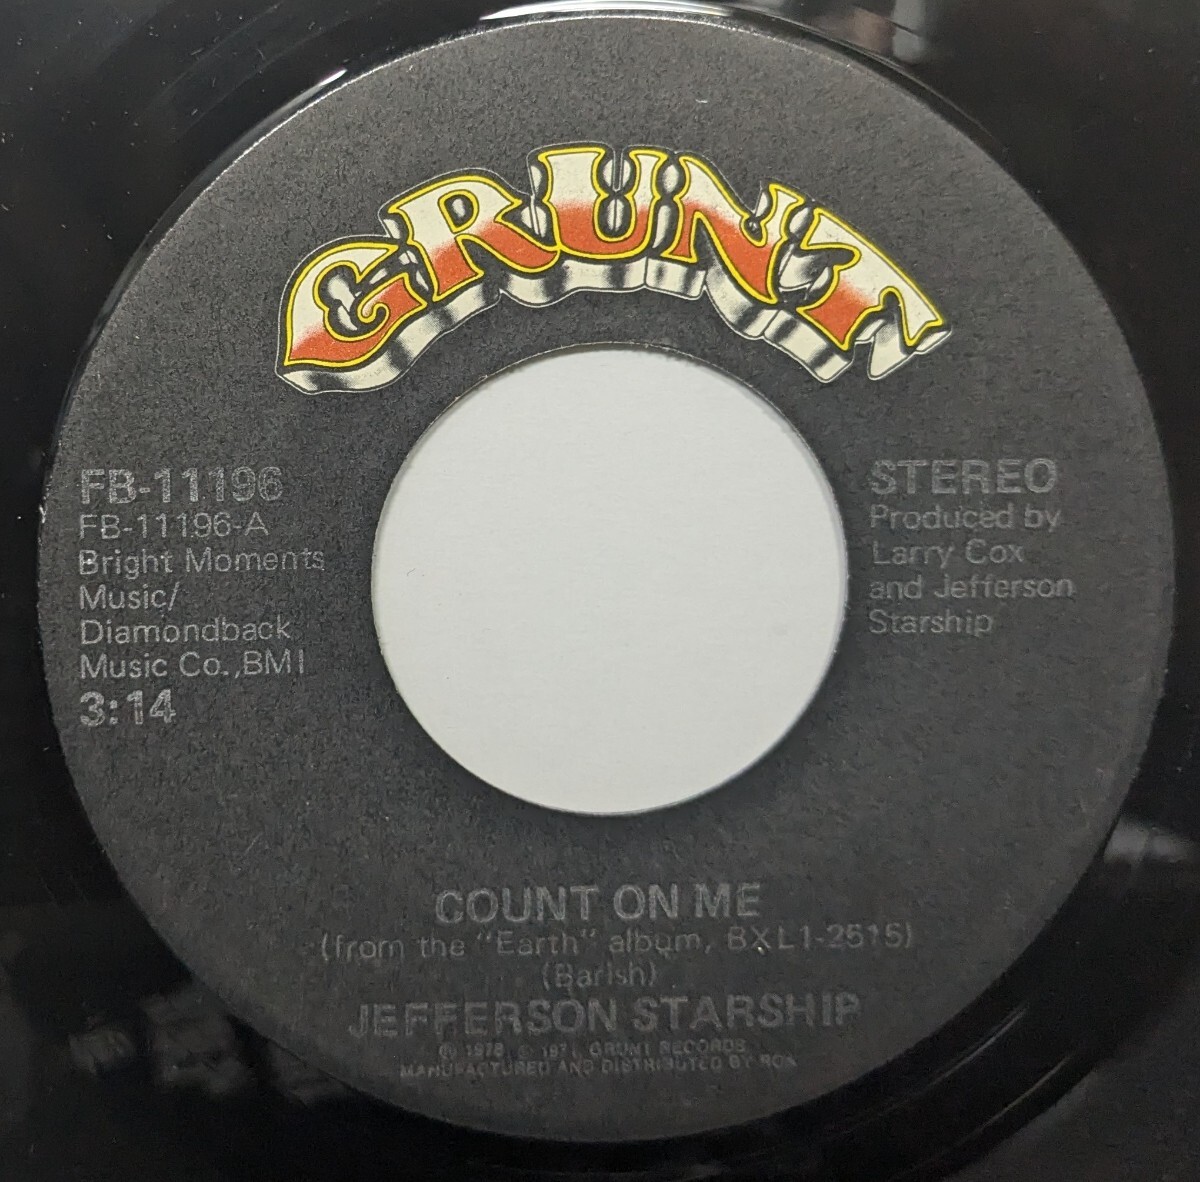 GRUNT
FB-11196
FB-11196-A
Bright Moments
Music/
Diamondback
Music Co.,BMI
3:14
STEREO
Produced by
Larry Cox
and Jefferson
Starship
COUNT ON ME
(from the "Earth" album, BXL1-2515)
(Barish)
JEFFERSON STARSHIP
℗ 1978 © 1971 GRUNT RECORDS
MANUFACTURED AND DISTRIBUTED BY RCA